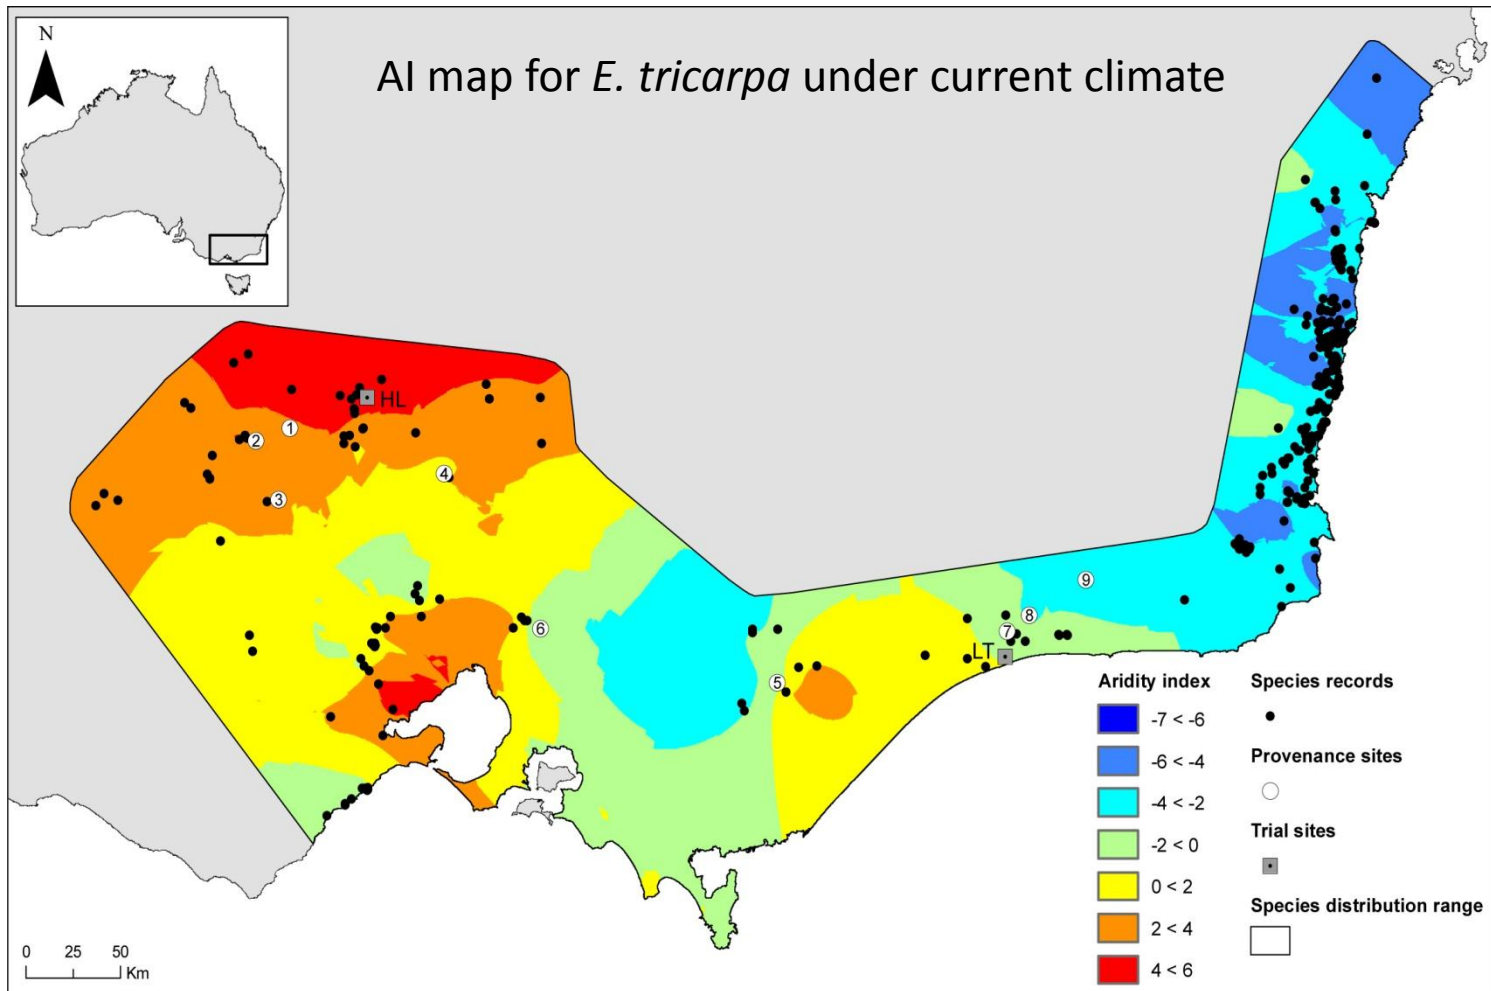 N
AI map for E. tricarpa under current climate
HL
1
2
4
3
9
8
7
6
LT
5
Aridity index
-7 < -6
-6 < -4
-4 < -2
-2 < 0
0 < 2
2 < 4
4 < 6
Species records
Provenance sites
Trial sites
Species distribution range
0 25 50
Km